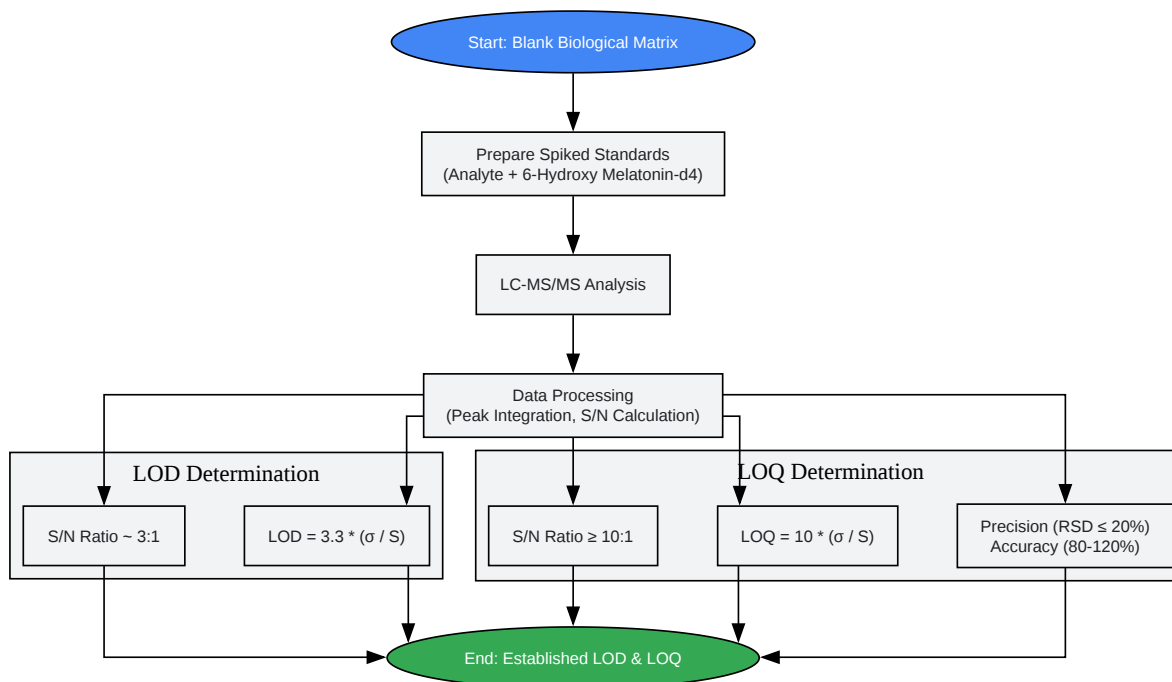 Start: Blank Biological Matrix
Prepare Spiked Standards
(Analyte + 6-Hydroxy Melatonin-d4)
LC-MS/MS Analysis
Data Processing
(Peak Integration, S/N Calculation)
LOD Determination
LOQ Determination
S/N Ratio ~ 3:1
LOD = 3.3 * (σ / S)
S/N Ratio ≥ 10:1
LOQ = 10 * (σ / S)
Precision (RSD ≤ 20%)
Accuracy (80-120%)
End: Established LOD & LOQ